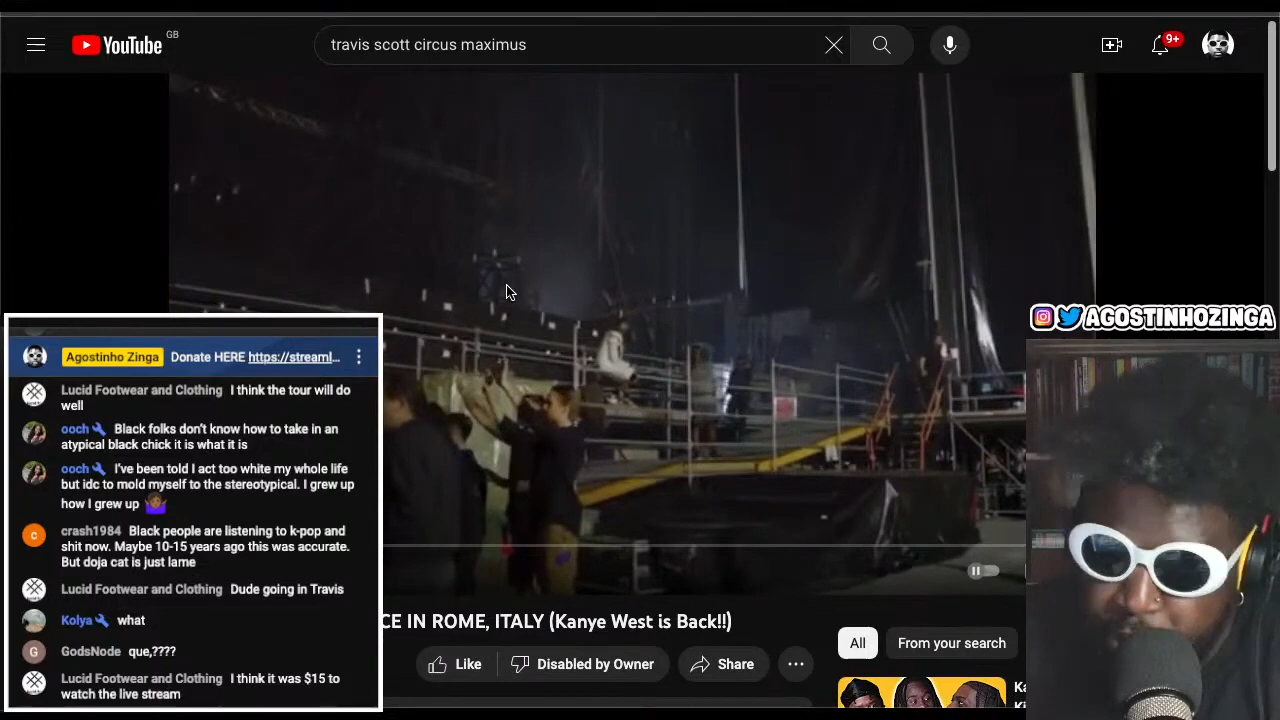 YouTube GB
travis scott circus maximus
9+
Agostinho Zinga Donate HERE https://streaml...
Lucid Footwear and Clothing I think the tour will do
well
ooch Black folks don't know how to take in an
atypical black chick it is what it is
ooch I've been told I act too white my whole life
but idc to mold myself to the stereotypical. I grew up
how I grew up
C
crash1984 Black people are listening to k-pop and
shit now. Maybe 10-15 years ago this was accurate.
But doja cat is just lame
Lucid Footwear and Clothing Dude going in Travis
Kolya what
G
GodsNode que,????
Lucid Footwear and Clothing I think it was $15 to
watch the live stream
AGOSTINHOZINGA
CE IN ROME, ITALY (Kanye West is Back!!)
Like
Disabled by Owner
Share
All
From your search